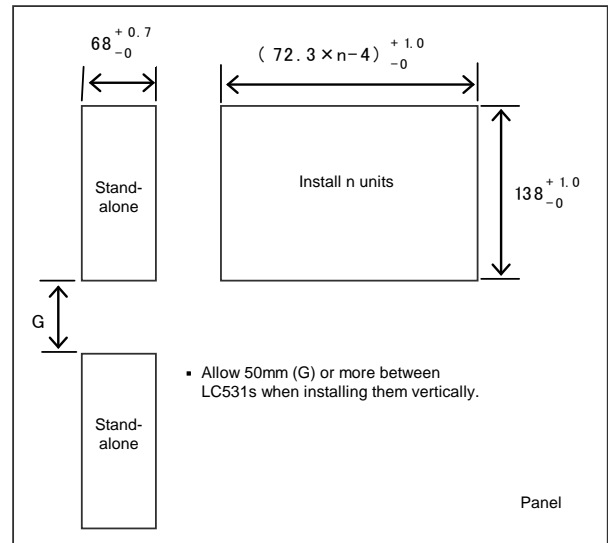 68 +0.7 -0
(72.3×n-4) +1.0 -0
Stand-
alone
Install n units
138 +1.0 -0
G
▪ Allow 50mm (G) or more between
LC531s when installing them vertically.
Stand-
alone
Panel